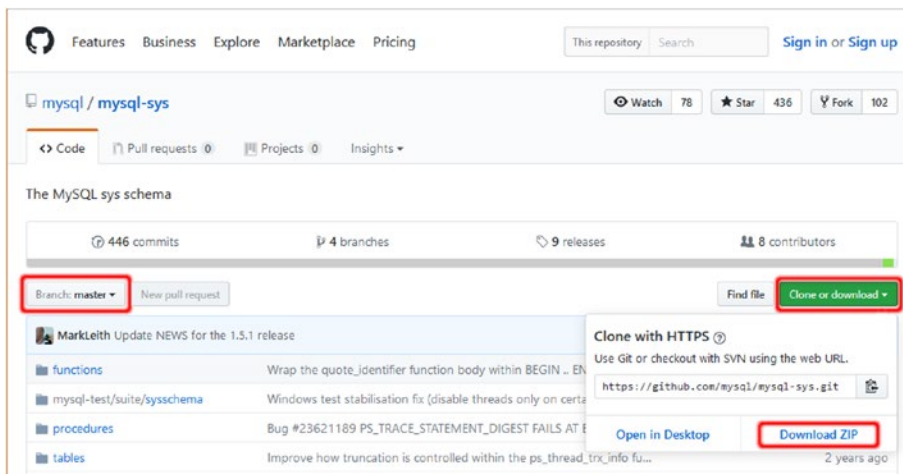 Features Business Explore Marketplace Pricing This repository Search Sign in or Sign up
mysql / mysql-sys Watch 78 Star 436 Fork 102
<> Code Pull requests 0 Projects 0 Insights
The MySQL sys schema
446 commits 4 branches 9 releases 8 contributors
Branch: master New pull request Find file Clone or download
MarkLeith Update NEWS for the 1.5.1 release
functions Wrap the quote_identifier function body within BEGIN .. EN
mysql-test/suite/sysschema Windows test stabilisation fix (disable threads only on certa
procedures Bug #23621189 PS_TRACE_STATEMENT_DIGEST FAILS AT E
tables Improve how truncation is controlled within the ps_thread_trx_info fu... 2 years ago
Clone with HTTPS
Use Git or checkout with SVN using the web URL.
https://github.com/mysql/mysql-sys.git
Open in Desktop Download ZIP